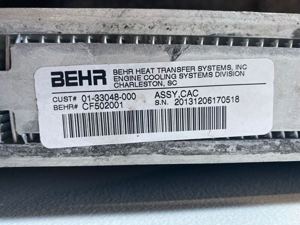 BEHR
BEHR HEAT TRANSFER SYSTEMS, INC
ENGINE COOLING SYSTEMS DIVISION
CHARLESTON, SC
CUST# 01-33048-000 ASSY,CAC
BEHR# CF502001 S.N. 20131206170518